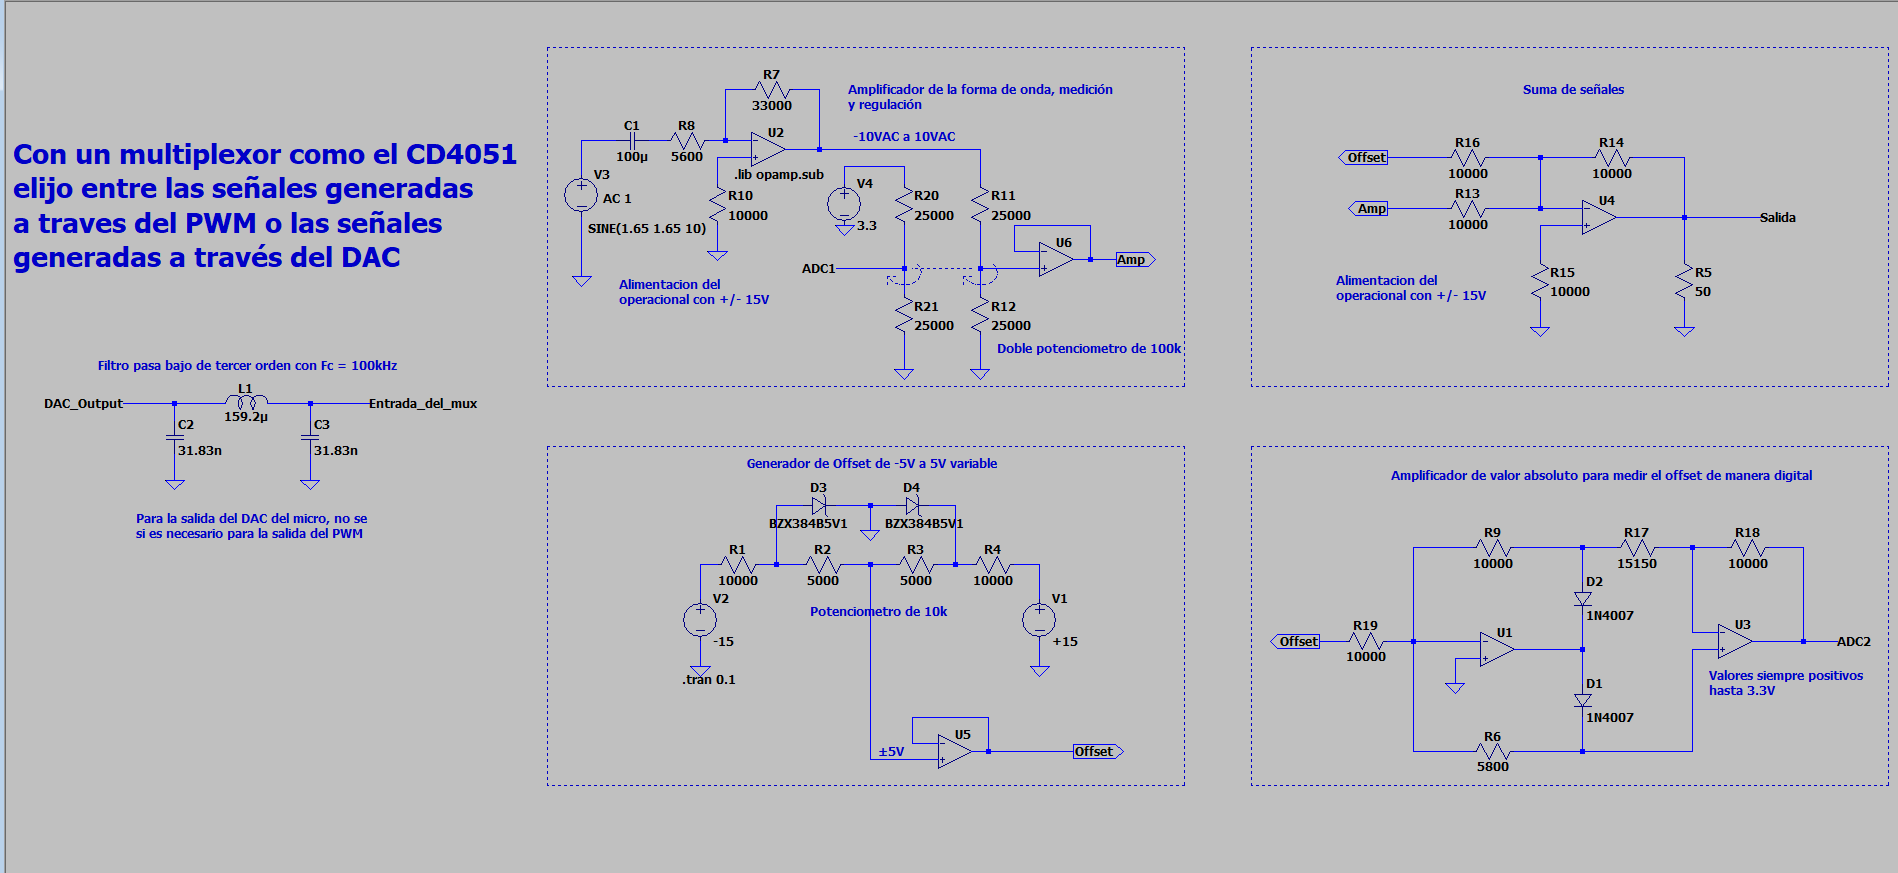 Con un multiplexor como el CD4051
elijo entre las señales generadas
a traves del PWM o las señales
generadas a través del DAC
Filtro pasa bajo de tercer orden con Fc = 100kHz
DAC_Output
L1
159.2µ
Entrada_del_mux
C2
31.83n
C3
31.83n
Para la salida del DAC del micro, no se
si es necesario para la salida del PWM
R7
33000
Amplificador de la forma de onda, medición
y regulación
-10VAC a 10VAC
C1
100µ
R8
5600
U2
.lib opamp.sub
V3
AC 1
SINE(1.65 1.65 10)
R10
10000
V4
3.3
R20
25000
R11
25000
U6
Amp
ADC1
Alimentacion del
operacional con +/- 15V
R21
25000
R12
25000
Doble potenciometro de 100k
Suma de señales
Offset
R16
10000
R14
10000
Amp
R13
10000
U4
Salida
Alimentacion del
operacional con +/- 15V
R15
10000
R5
50
Generador de Offset de -5V a 5V variable
D3
BZX384B5V1
D4
BZX384B5V1
R1
10000
R2
5000
R3
5000
R4
10000
V2
-15
Potenciometro de 10k
V1
+15
.tran 0.1
±5V
U5
Offset
Amplificador de valor absoluto para medir el offset de manera digital
R9
10000
R17
15150
R18
10000
D2
1N4007
Offset
R19
10000
U1
U3
ADC2
D1
1N4007
Valores siempre positivos
hasta 3.3V
R6
5800